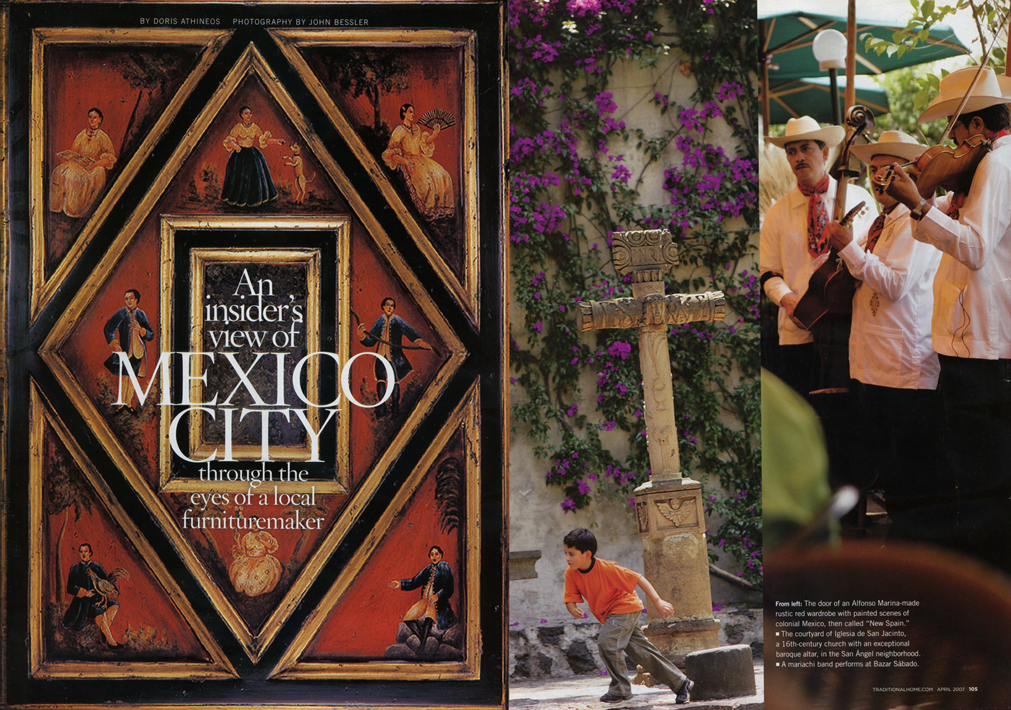 BY DORIS ATHINEOS PHOTOGRAPHY BY JOHN BESSLER
An
insider's
view of
MEXICO
CITY
through the
eyes of a local
furnituremaker
From left: The door of an Alfonso Marina-made
rustic red wardrobe with painted scenes of
colonial Mexico, then called "New Spain."
■ The courtyard of Iglesia de San Jacinto,
a 16th-century church with an exceptional
baroque altar, in the San Ángel neighborhood.
■ A mariachi band performs at Bazar Sábado.
TRADITIONALHOME.COM APRIL 2007 105